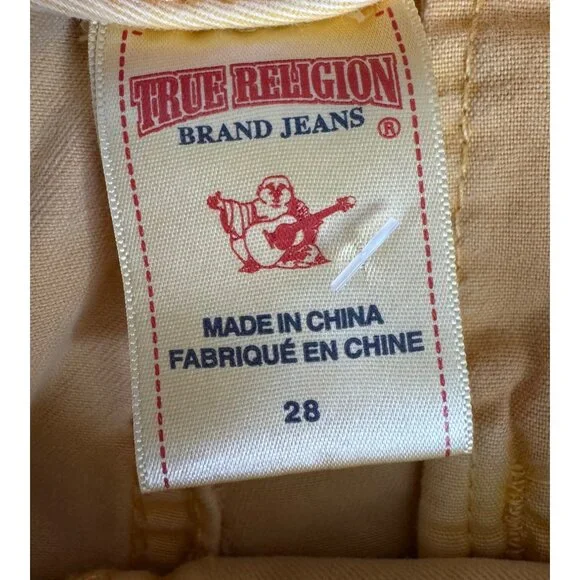 TRUE RELIGION
BRAND JEANS ®
MADE IN CHINA
FABRIQUÉ EN CHINE
28